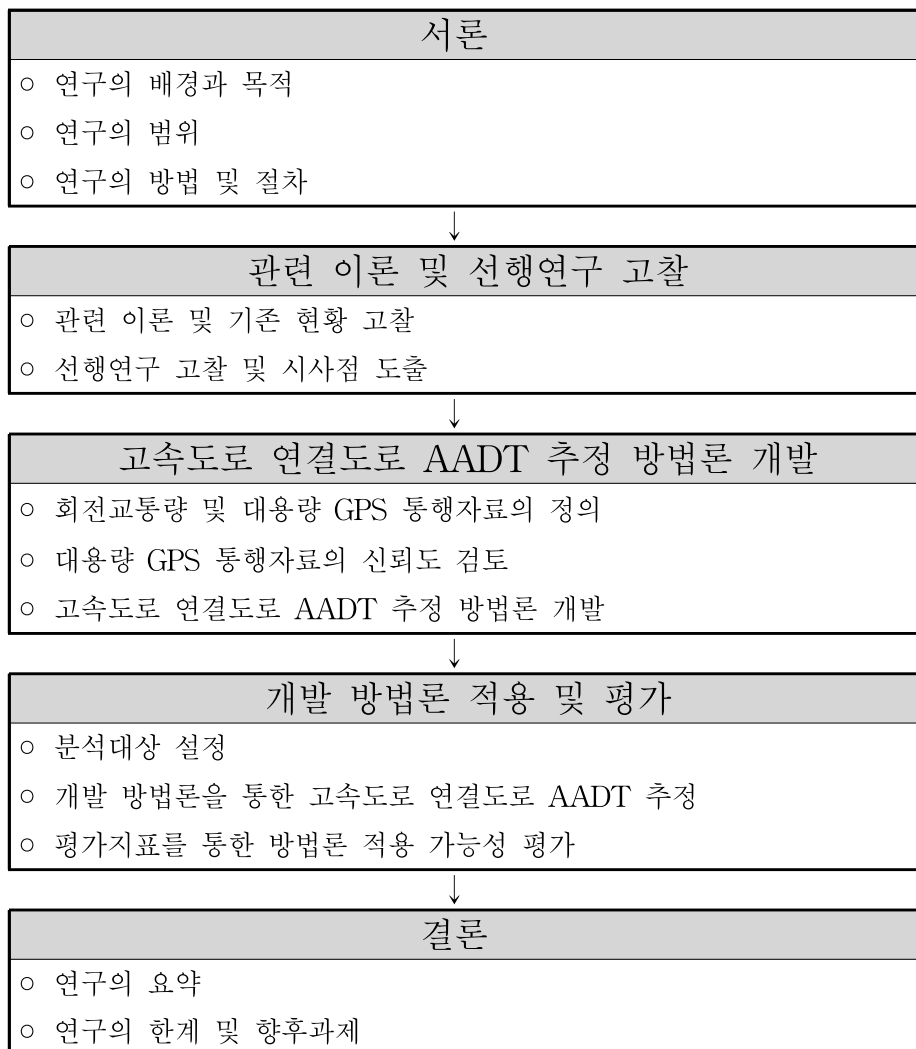 서론
○ 연구의 배경과 목적
○ 연구의 범위
○ 연구의 방법 및 절차
↓
관련 이론 및 선행연구 고찰
○ 관련 이론 및 기존 현황 고찰
○ 선행연구 고찰 및 시사점 도출
↓
고속도로 연결도로 AADT 추정 방법론 개발
○ 회전교통량 및 대용량 GPS 통행자료의 정의
○ 대용량 GPS 통행자료의 신뢰도 검토
○ 고속도로 연결도로 AADT 추정 방법론 개발
↓
개발 방법론 적용 및 평가
○ 분석대상 설정
○ 개발 방법론을 통한 고속도로 연결도로 AADT 추정
○ 평가지표를 통한 방법론 적용 가능성 평가
↓
결론
○ 연구의 요약
○ 연구의 한계 및 향후과제